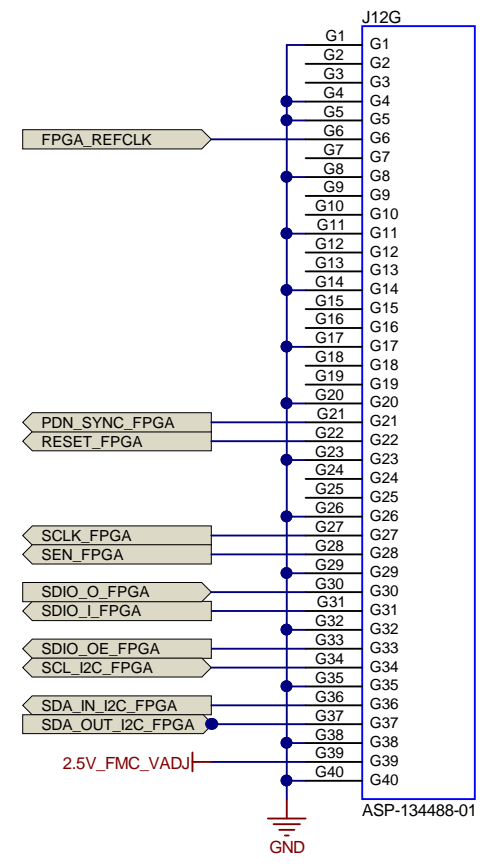 J12G
G1 G1
G2 G2
G3 G3
G4 G4
G5 G5
FPGA_REFCLK G6 G6
G7 G7
G8 G8
G9 G9
G10 G10
G11 G11
G12 G12
G13 G13
G14 G14
G15 G15
G16 G16
G17 G17
G18 G18
G19 G19
G20 G20
PDN_SYNC_FPGA G21 G21
RESET_FPGA G22 G22
G23 G23
G24 G24
G25 G25
G26 G26
SCLK_FPGA G27 G27
SEN_FPGA G28 G28
G29 G29
SDIO_O_FPGA G30 G30
SDIO_I_FPGA G31 G31
G32 G32
SDIO_OE_FPGA G33 G33
SCL_I2C_FPGA G34 G34
G35 G35
SDA_IN_I2C_FPGA G36 G36
SDA_OUT_I2C_FPGA G37 G37
G38 G38
2.5V_FMC_VADJ G39 G39
G40 G40
ASP-134488-01
GND